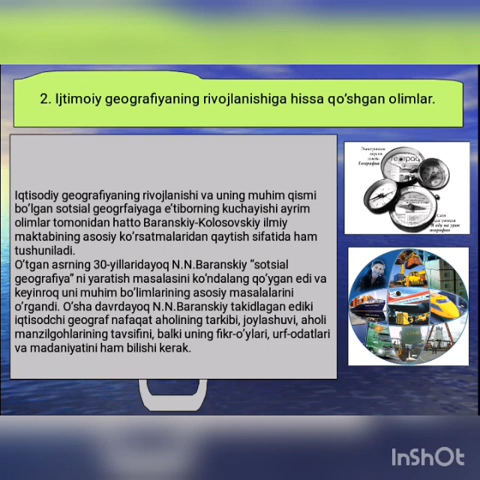 2. Ijtimoiy geografiyaning rivojlanishiga hissa qo'shgan olimlar.
Iqtisodiy geografiyaning rivojlanishi va uning muhim qismi
bo'lgan sotsial geogrfaiyaga e'tiborning kuchayishi ayrim
olimlar tomonidan hatto Baranskiy-Kolosovskiy ilmiy
maktabining asosiy ko'rsatmalaridan qaytish sifatida ham
tushuniladi.
O'tgan asrning 30-yillaridayoq N.N.Baranskiy "sotsial
geografiya" ni yaratish masalasini ko'ndalang qo'ygan edi va
keyinroq uni muhim bo'limlarining asosiy masalalarini
o'rgandi. O'sha davrdayoq N.N.Baranskiy takidlagan ediki
iqtisodchi geograf nafaqat aholining tarkibi, joylashuvi, aholi
manzilgohlarining tavsifini, balki uning fikr-o'ylari, urf-odatlari
va madaniyatini ham bilishi kerak.
География
InShOt